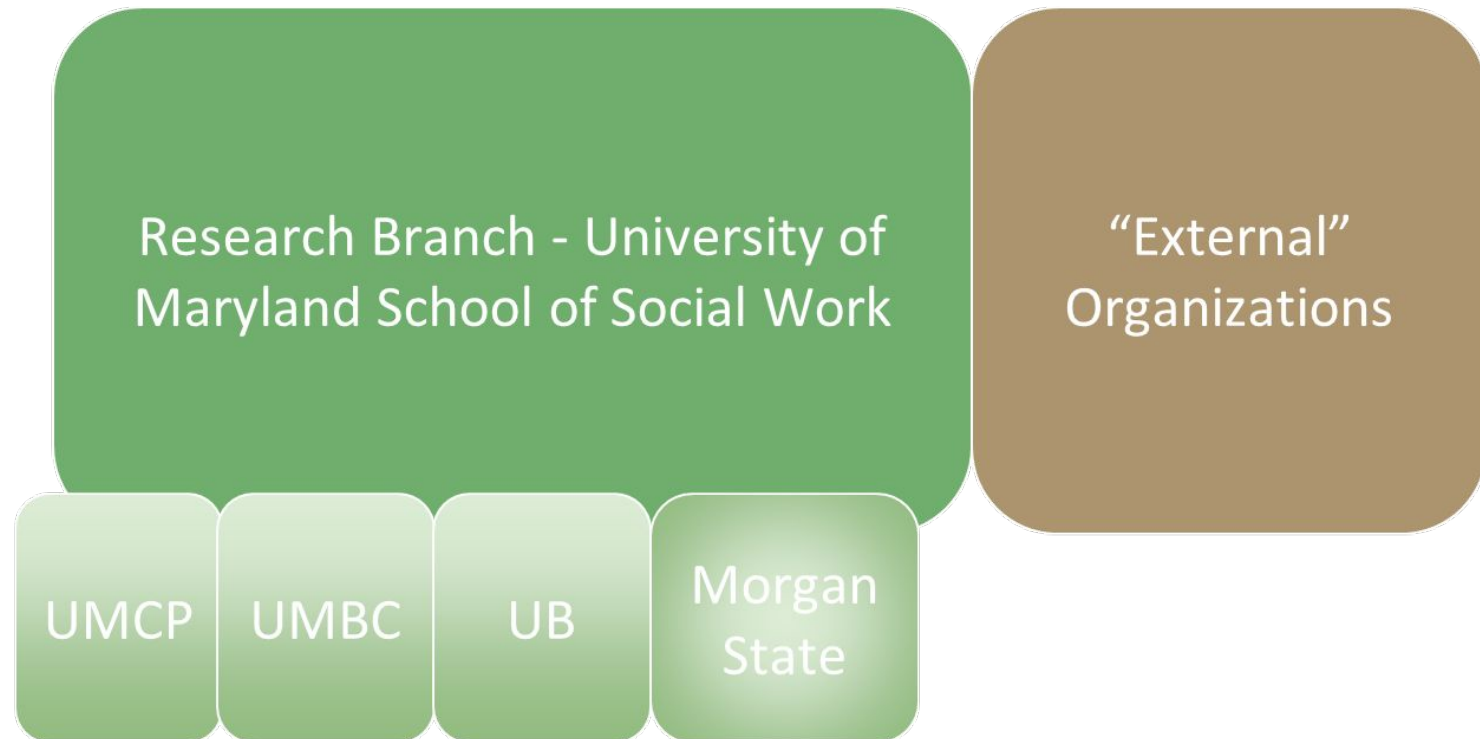 Research Branch - University of
Maryland School of Social Work
“External”
Organizations
UMCP
UMBC
UB
Morgan
State